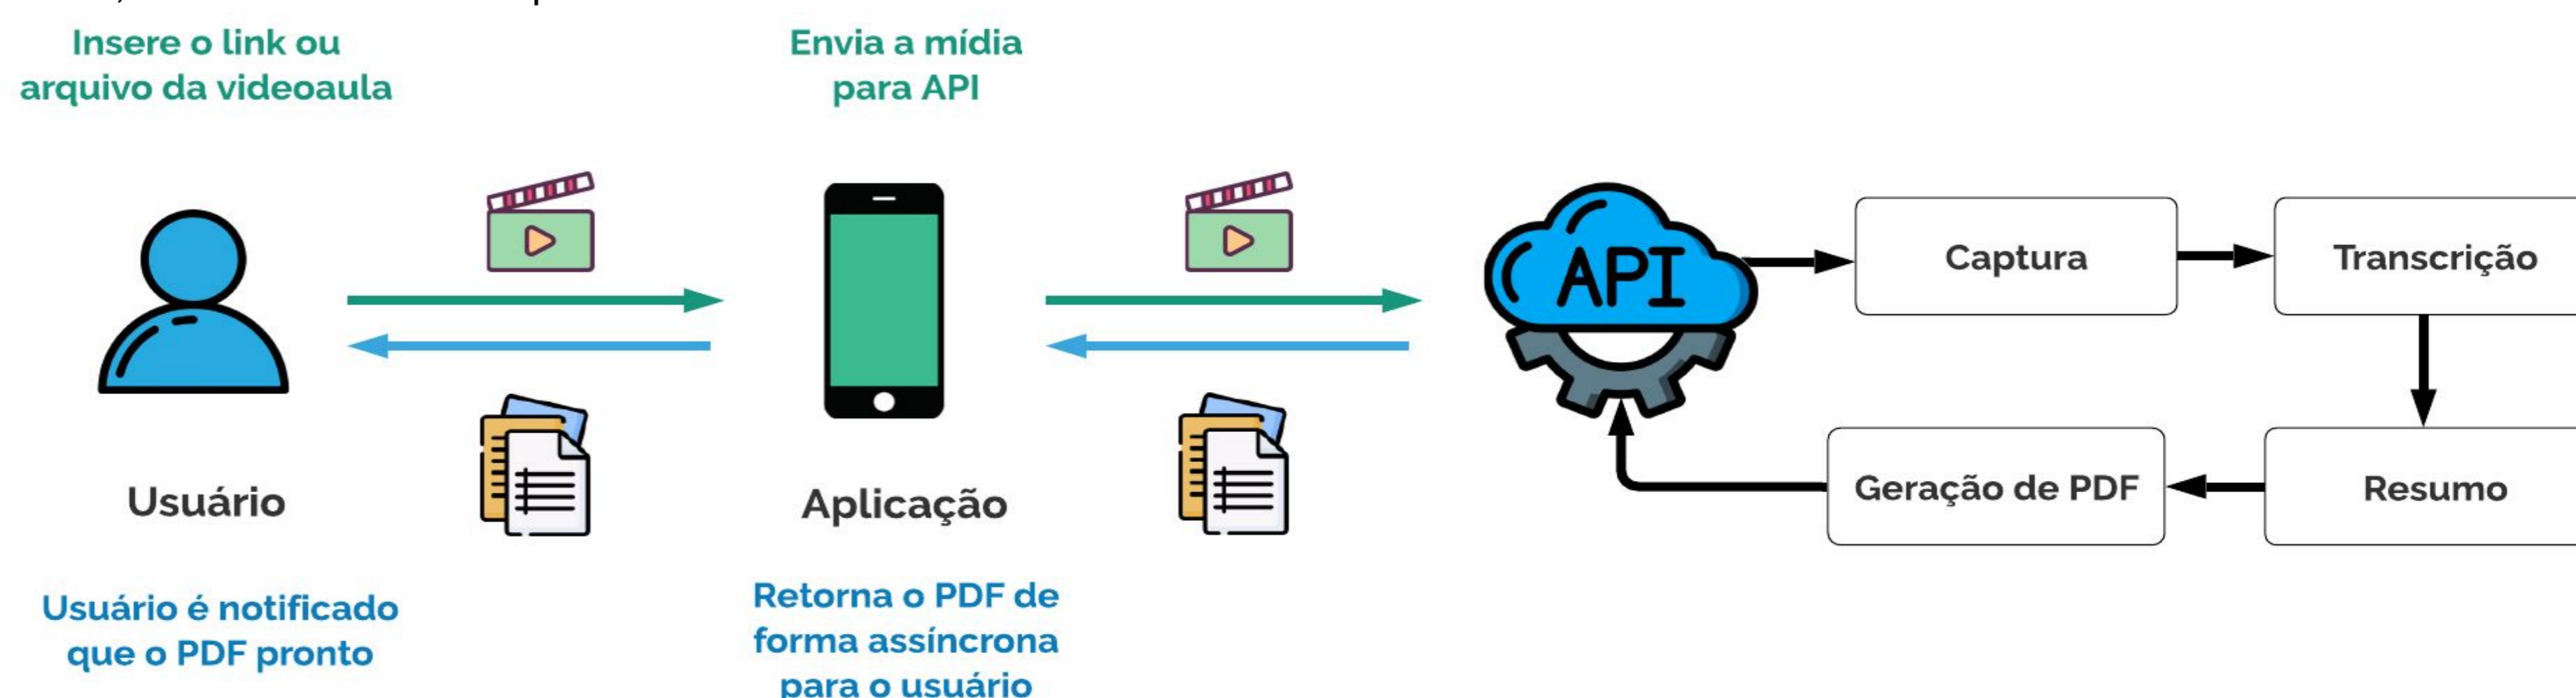 Insere o link ou
arquivo da videoaula
Envia a mídia
para API
API
Captura
Transcrição
Geração de PDF
Resumo
Usuário
Aplicação
Usuário é notificado
que o PDF pronto
Retorna o PDF de
forma assíncrona
para o usuário